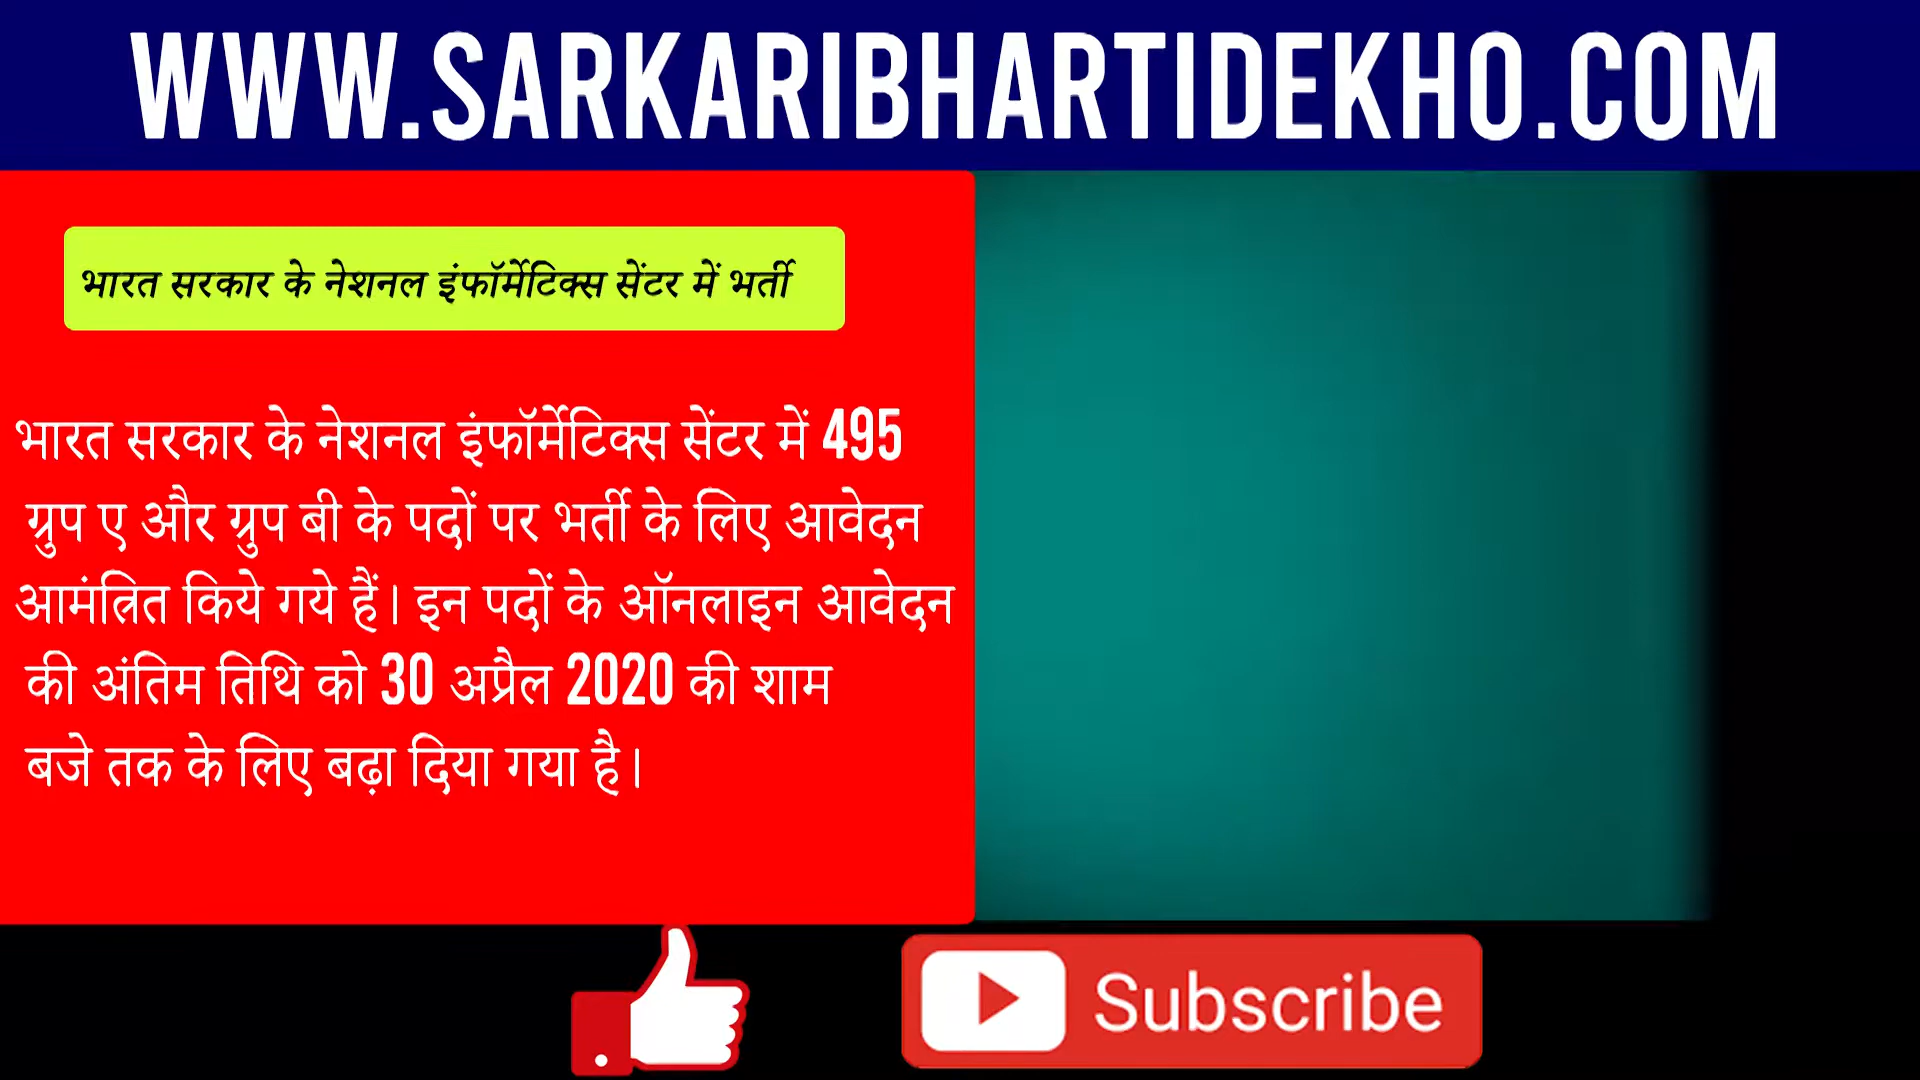 WWW.SARKARIBHARTIDEKHO.COM
भारत सरकार के नेशनल इंफॉर्मेटिक्स सेंटर में भर्ती
भारत सरकार के नेशनल इंफॉर्मेटिक्स सेंटर में 495
ग्रुप ए और ग्रुप बी के पदों पर भर्ती के लिए आवेदन
आमंत्रित किये गये हैं। इन पदों के ऑनलाइन आवेदन
की अंतिम तिथि को 30 अप्रैल 2020 की शाम
बजे तक के लिए बढ़ा दिया गया है।
Subscribe